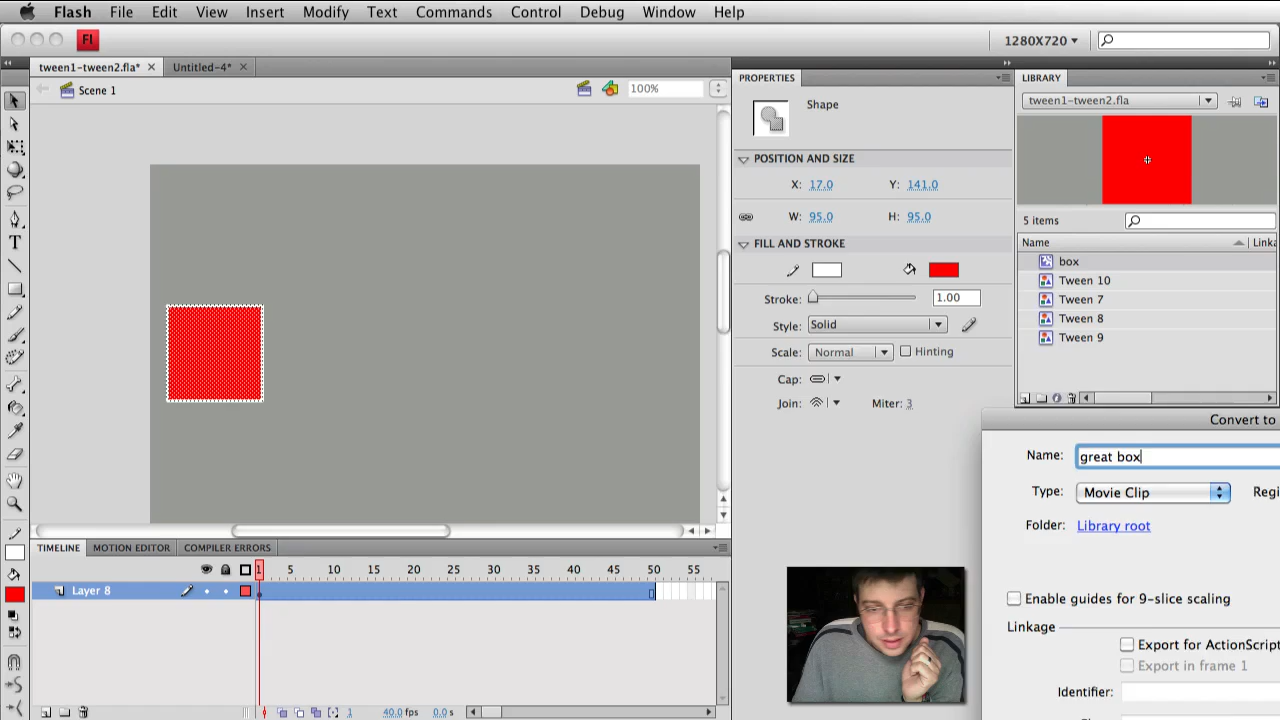 Flash File Edit View Insert Modify Text Commands Control Debug Window Help
Fl 1280X720
tween1-tween2.fla* Untitled-4*
Scene 1 100%
PROPERTIES
Shape
POSITION AND SIZE
X: 17.0 Y: 141.0
W: 95.0 H: 95.0
FILL AND STROKE
Stroke: 1.00
Style: Solid
Scale: Normal Hinting
Cap:
Join: Miter: 3
LIBRARY
tween1-tween2.fla
5 items
Name Linka
box
Tween 10
Tween 7
Tween 8
Tween 9
Convert to
Name: great box
Type: Movie Clip Regi
Folder: Library root
Enable guides for 9-slice scaling
Linkage
Export for ActionScript
Export in frame 1
Identifier:
TIMELINE MOTION EDITOR COMPILER ERRORS
1 5 10 15 20 25 30 35 40 45 50 55
Layer 8
1 40.0 fps 0.0 s